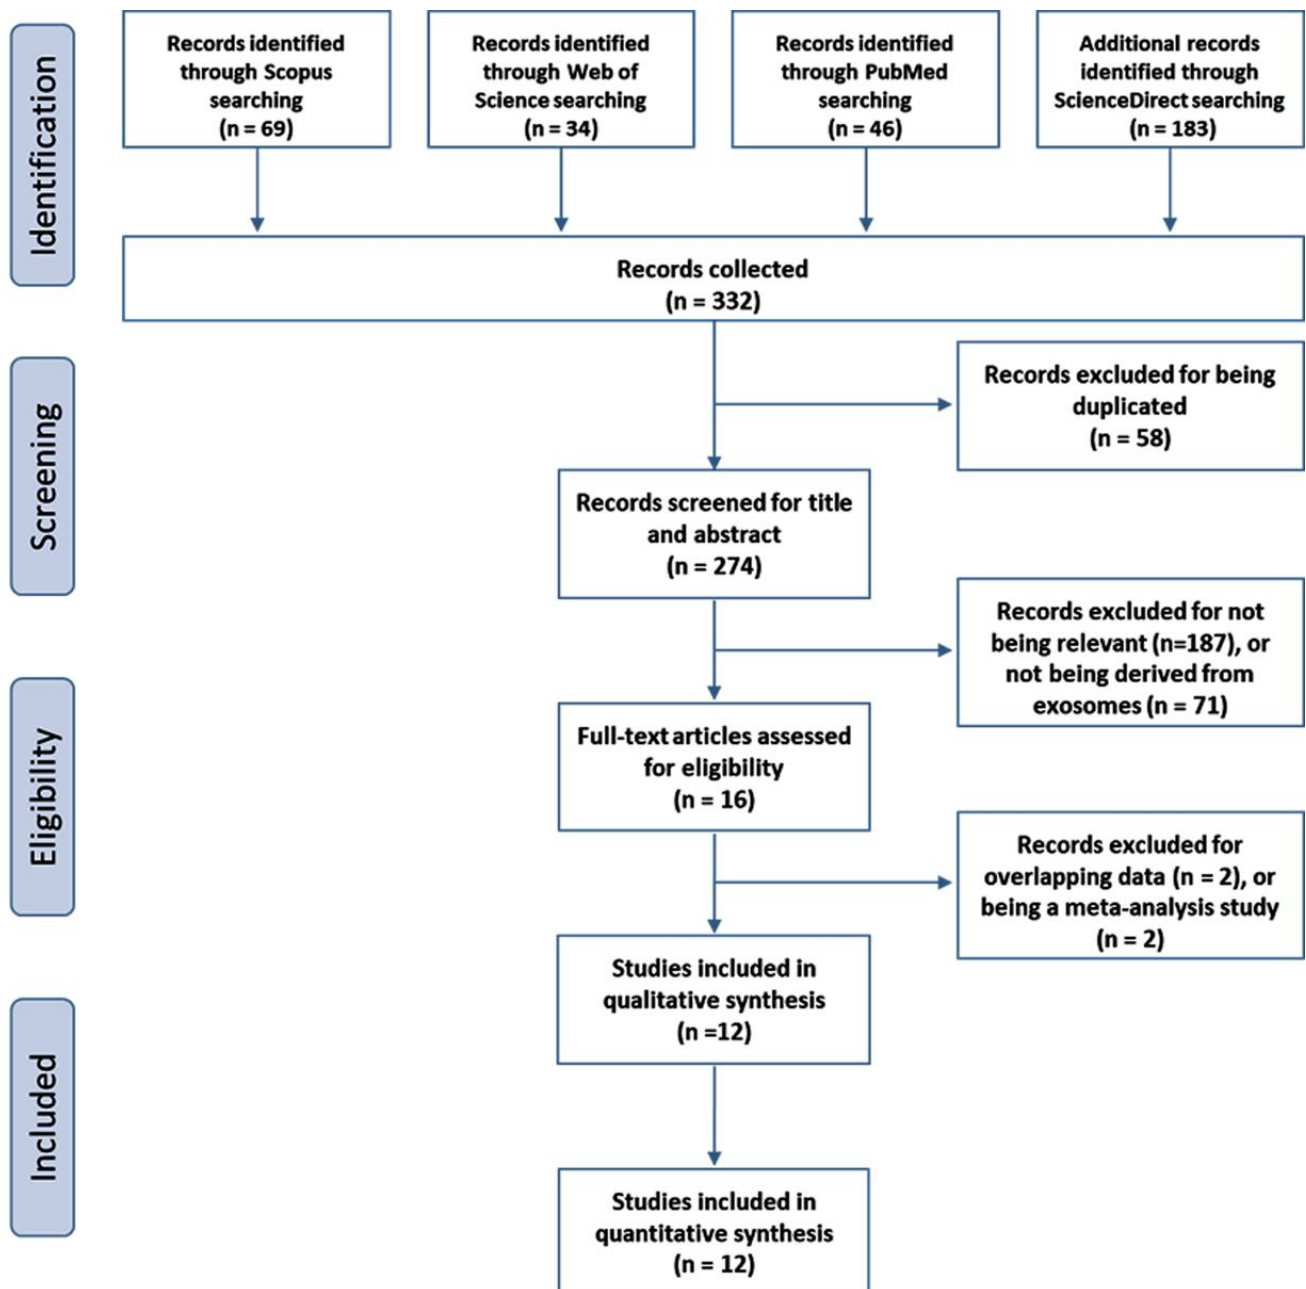 Identification
Records identified
through Scopus
searching
(n = 69)
Records identified
through Web of
Science searching
(n = 34)
Records identified
through PubMed
searching
(n = 46)
Additional records
identified through
ScienceDirect searching
(n = 183)
Records collected
(n = 332)
Screening
Records excluded for being
duplicated
(n = 58)
Records screened for title
and abstract
(n = 274)
Records excluded for not
being relevant (n=187), or
not being derived from
exosomes (n = 71)
Eligibility
Full-text articles assessed
for eligibility
(n = 16)
Records excluded for
overlapping data (n = 2), or
being a meta-analysis study
(n = 2)
Studies included in
qualitative synthesis
(n =12)
Included
Studies included in
quantitative synthesis
(n = 12)